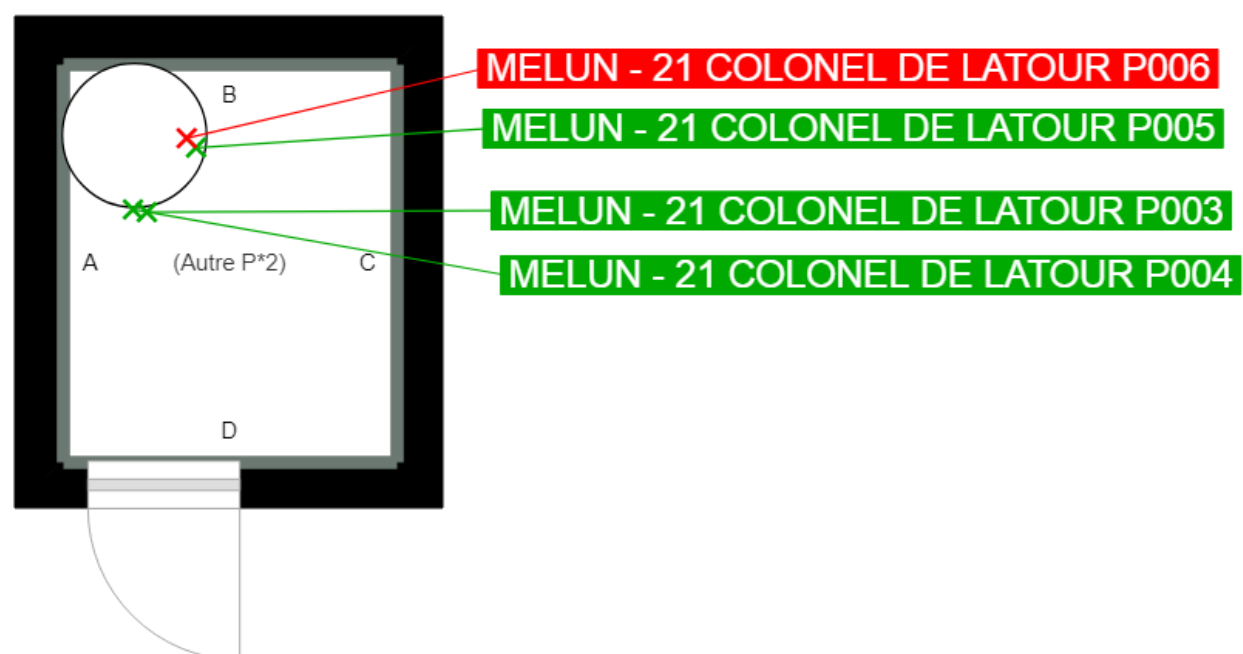 MELUN - 21 COLONEL DE LATOUR P006
B
MELUN - 21 COLONEL DE LATOUR P005
MELUN - 21 COLONEL DE LATOUR P003
A (Autre P*2) C
MELUN - 21 COLONEL DE LATOUR P004
D